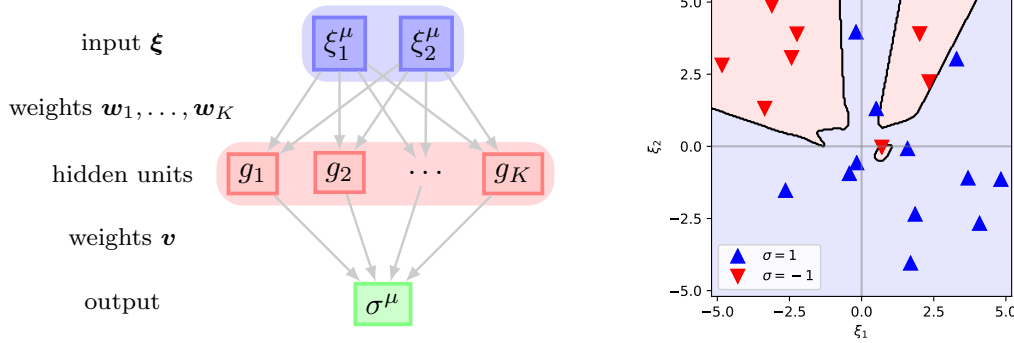 input ξ
ξ₁^μ ξ₂^μ
weights w₁, . . . , w_K
hidden units
g₁ g₂ ⋯ g_K
weights v
output
σ^μ
5.0
2.5
0.0
−2.5
−5.0
ξ₂
σ = 1
σ = −1
−5.0 −2.5 0.0 2.5 5.0
ξ₁